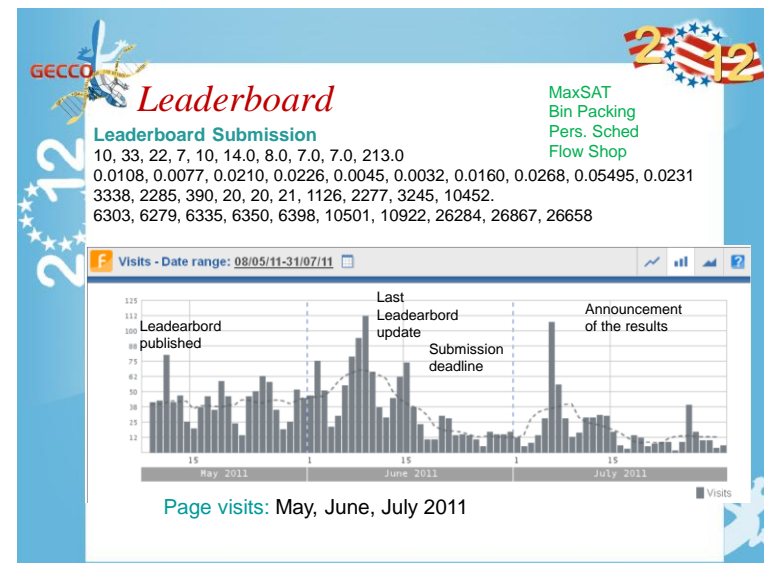 GECCO
2012
2012
Leaderboard
MaxSAT
Bin Packing
Pers. Sched
Flow Shop
Leaderboard Submission
10, 33, 22, 7, 10, 14.0, 8.0, 7.0, 7.0, 213.0
0.0108, 0.0077, 0.0210, 0.0226, 0.0045, 0.0032, 0.0160, 0.0268, 0.05495, 0.0231
3338, 2285, 390, 20, 20, 21, 1126, 2277, 3245, 10452.
6303, 6279, 6335, 6350, 6398, 10501, 10922, 26284, 26867, 26658
F Visits - Date range: 08/05/11-31/07/11 ?
125
112
100
88
75
62
50
38
25
12
Leadearbord
published
Last
Leadearbord
update
Submission
deadline
Announcement
of the results
15 1 15 1 15
May 2011 June 2011 July 2011
Visits
Page visits: May, June, July 2011